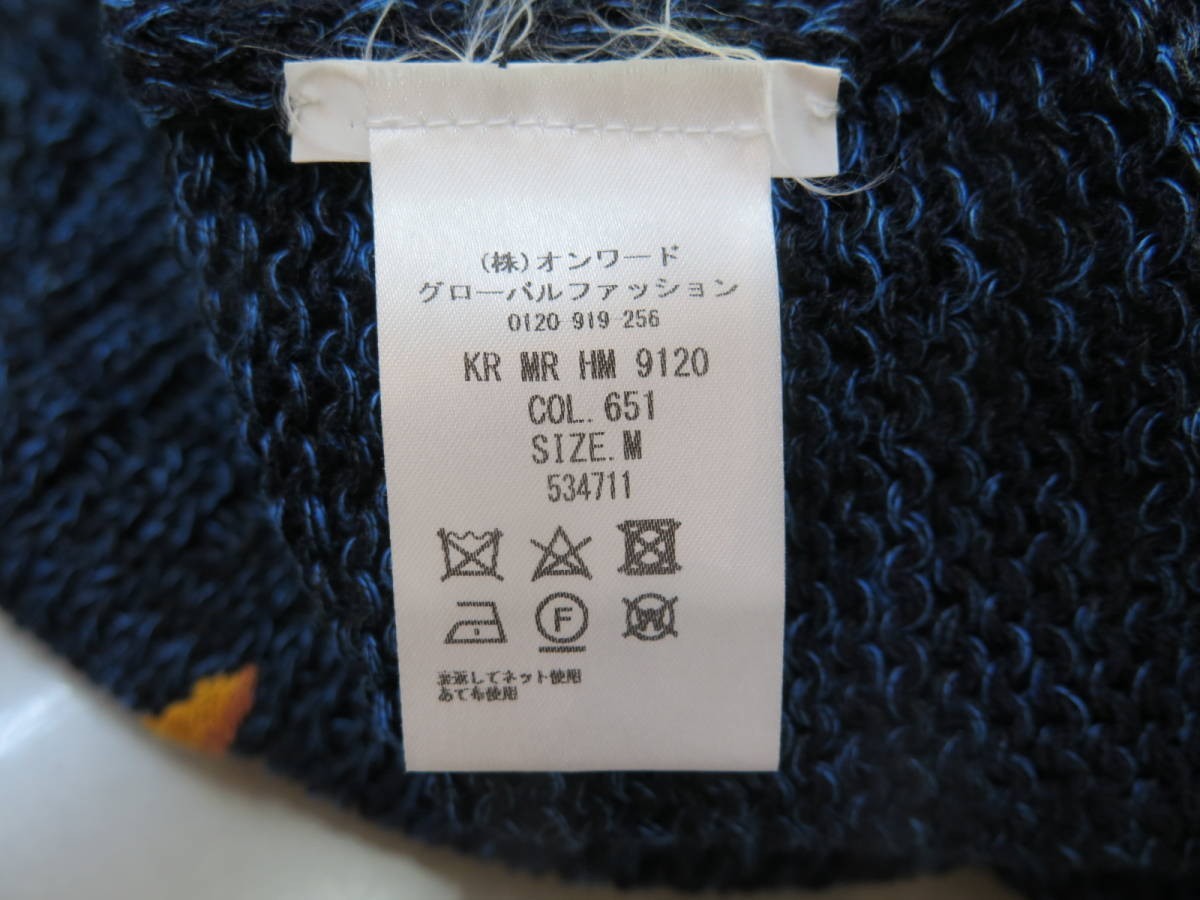 (株)オンワード
グローバルファッション
0120-919-256
KR MR HM 9120
COL. 651
SIZE. M
534711
F
W
裏返してネット使用
あて布使用